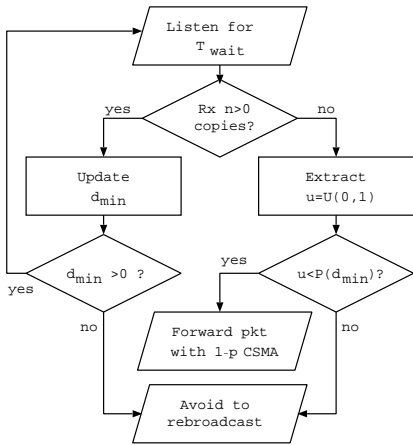 Listen for
T wait
yes
Rx n>0
copies?
no
Update
d min
Extract
u=U(0,1)
d min >0 ?
yes
no
u<P(d min)?
yes
no
Forward pkt
with 1-p CSMA
Avoid to
rebroadcast